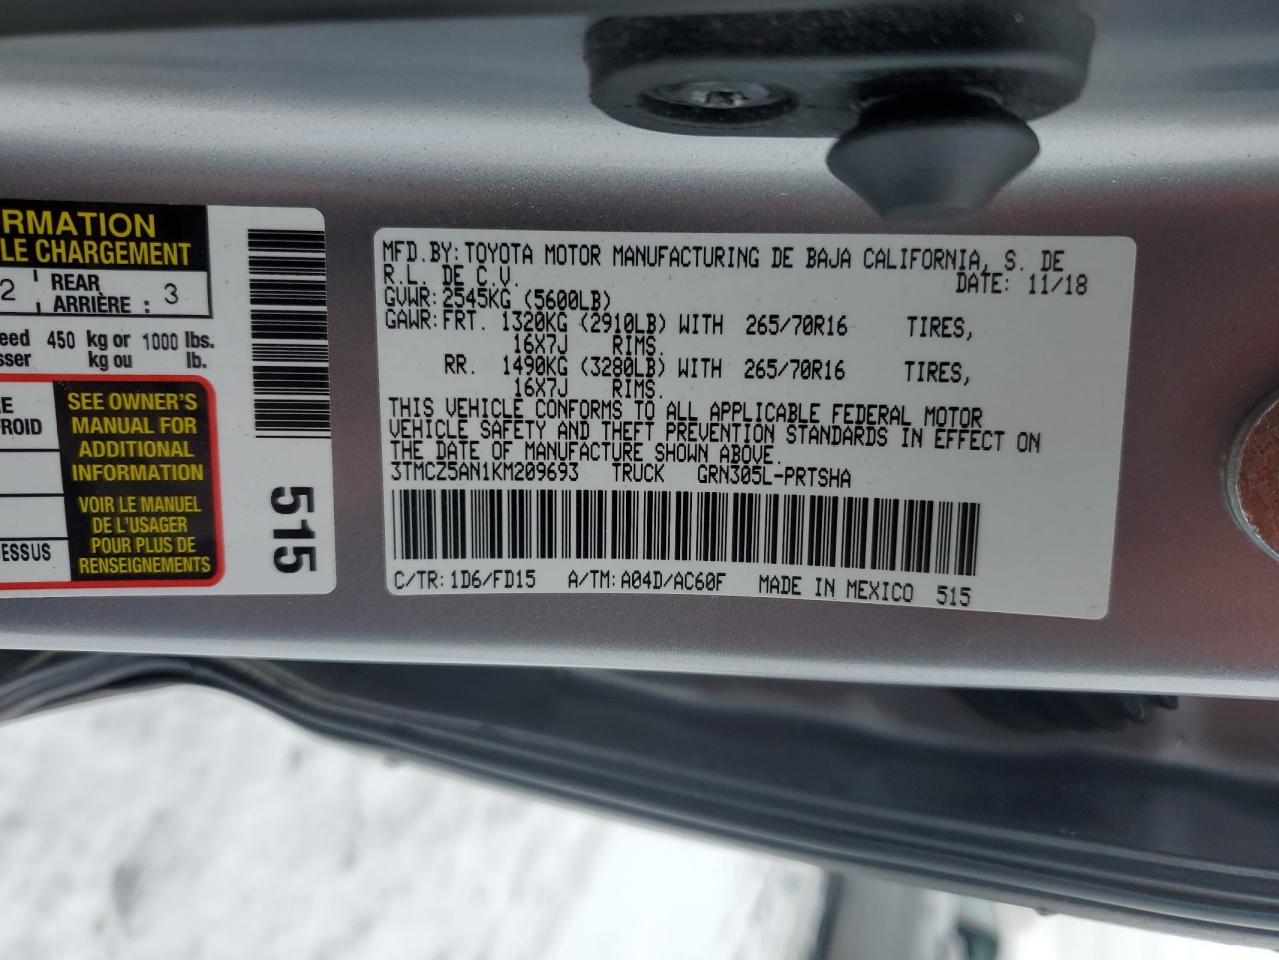 RMATION
LE CHARGEMENT
2 REAR
ARRIÈRE : 3
eed 450 kg or 1000 lbs.
sser kg ou lb.
E
ROID
ESSUS
SEE OWNER'S
MANUAL FOR
ADDITIONAL
INFORMATION
VOIR LE MANUEL
DE L'USAGER
POUR PLUS DE
RENSEIGNEMENTS
515
MFD.BY: TOYOTA MOTOR MANUFACTURING DE BAJA CALIFORNIA, S. DE
R.L. DE C.V. DATE: 11/18
GVWR: 2545KG (5600LB)
GAWR: FRT. 1320KG (2910LB) WITH 265/70R16 TIRES,
16X7J RIMS.
RR. 1490KG (3280LB) WITH 265/70R16 TIRES,
16X7J RIMS.
THIS VEHICLE CONFORMS TO ALL APPLICABLE FEDERAL MOTOR
VEHICLE SAFETY AND THEFT PREVENTION STANDARDS IN EFFECT ON
THE DATE OF MANUFACTURE SHOWN ABOVE.
3TMCZ5AN1KM209693 TRUCK GRN305L-PRTSHA
C/TR: 1D6/FD15 A/TM: A04D/AC60F MADE IN MEXICO 515